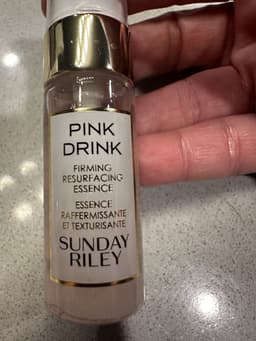 PINK
DRINK
FIRMING
RESURFACING
ESSENCE
ESSENCE
RAFFERMISSANTE
ET TEXTURISANTE
SUNDAY
RILEY